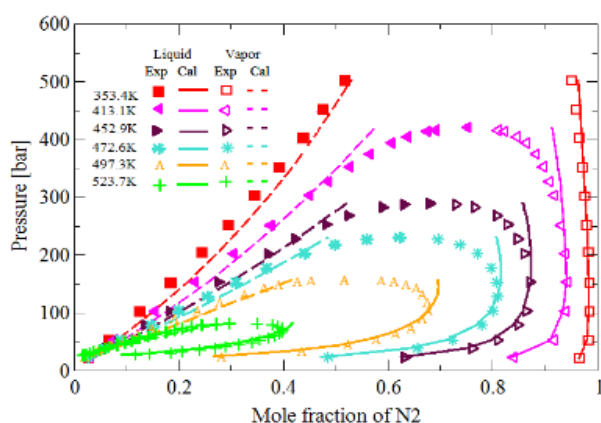 600
500
400
300
200
100
0
Pressure [bar]
Liquid Vapor
Exp Cal Exp Cal
353.4K
413.1K
452.9K
472.6K
497.3K
523.7K
0 0.2 0.4 0.6 0.8 1
Mole fraction of N2